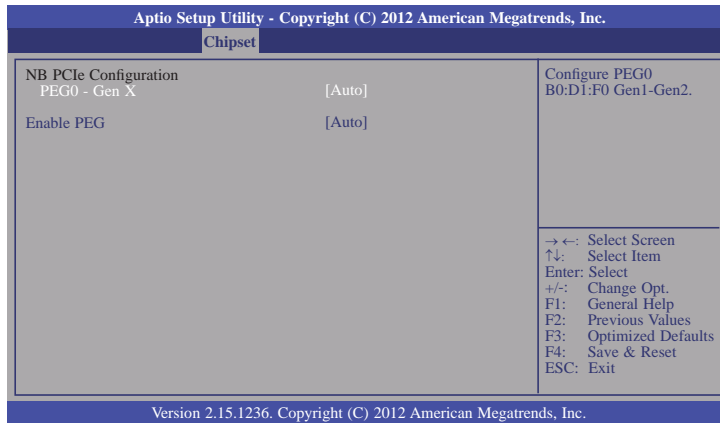 Aptio Setup Utility - Copyright (C) 2012 American Megatrends, Inc.
Chipset
NB PCIe Configuration
PEG0 - Gen X [Auto]
Enable PEG [Auto]
Configure PEG0
B0:D1:F0 Gen1-Gen2.
→←: Select Screen
↑↓: Select Item
Enter: Select
+/-: Change Opt.
F1: General Help
F2: Previous Values
F3: Optimized Defaults
F4: Save & Reset
ESC: Exit
Version 2.15.1236. Copyright (C) 2012 American Megatrends, Inc.